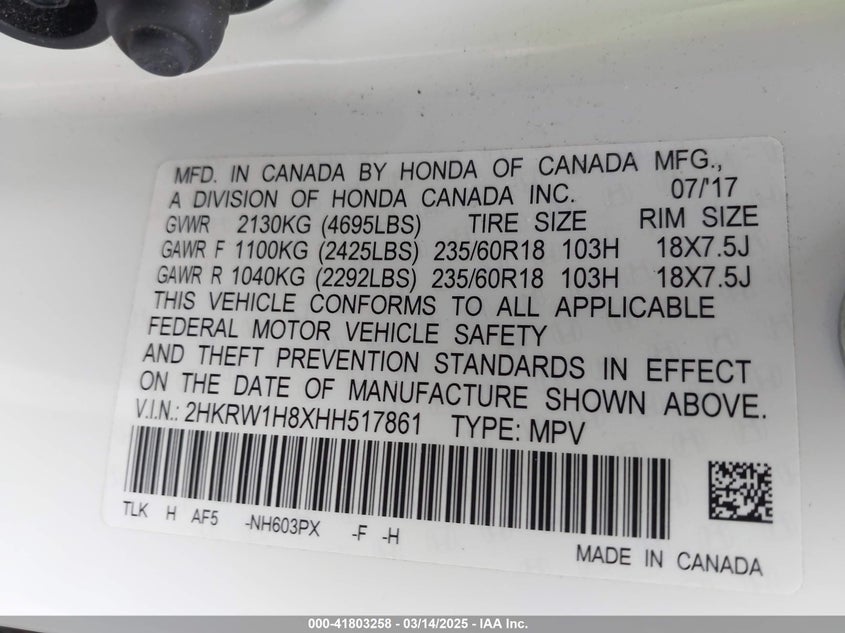 MFD. IN CANADA BY HONDA OF CANADA MFG.,
A DIVISION OF HONDA CANADA INC. 07/'17
GVWR 2130KG (4695LBS) TIRE SIZE RIM SIZE
GAWR F 1100KG (2425LBS) 235/60R18 103H 18X7.5J
GAWR R 1040KG (2292LBS) 235/60R18 103H 18X7.5J
THIS VEHICLE CONFORMS TO ALL APPLICABLE
FEDERAL MOTOR VEHICLE SAFETY
AND THEFT PREVENTION STANDARDS IN EFFECT
ON THE DATE OF MANUFACTURE SHOWN ABOVE.
V.I.N.: 2HKRW1H8XHH517861 TYPE: MPV
TLK H AF5 -NH603PX -F -H
MADE IN CANADA
000-41803258 - 03/14/2025 - IAA Inc.